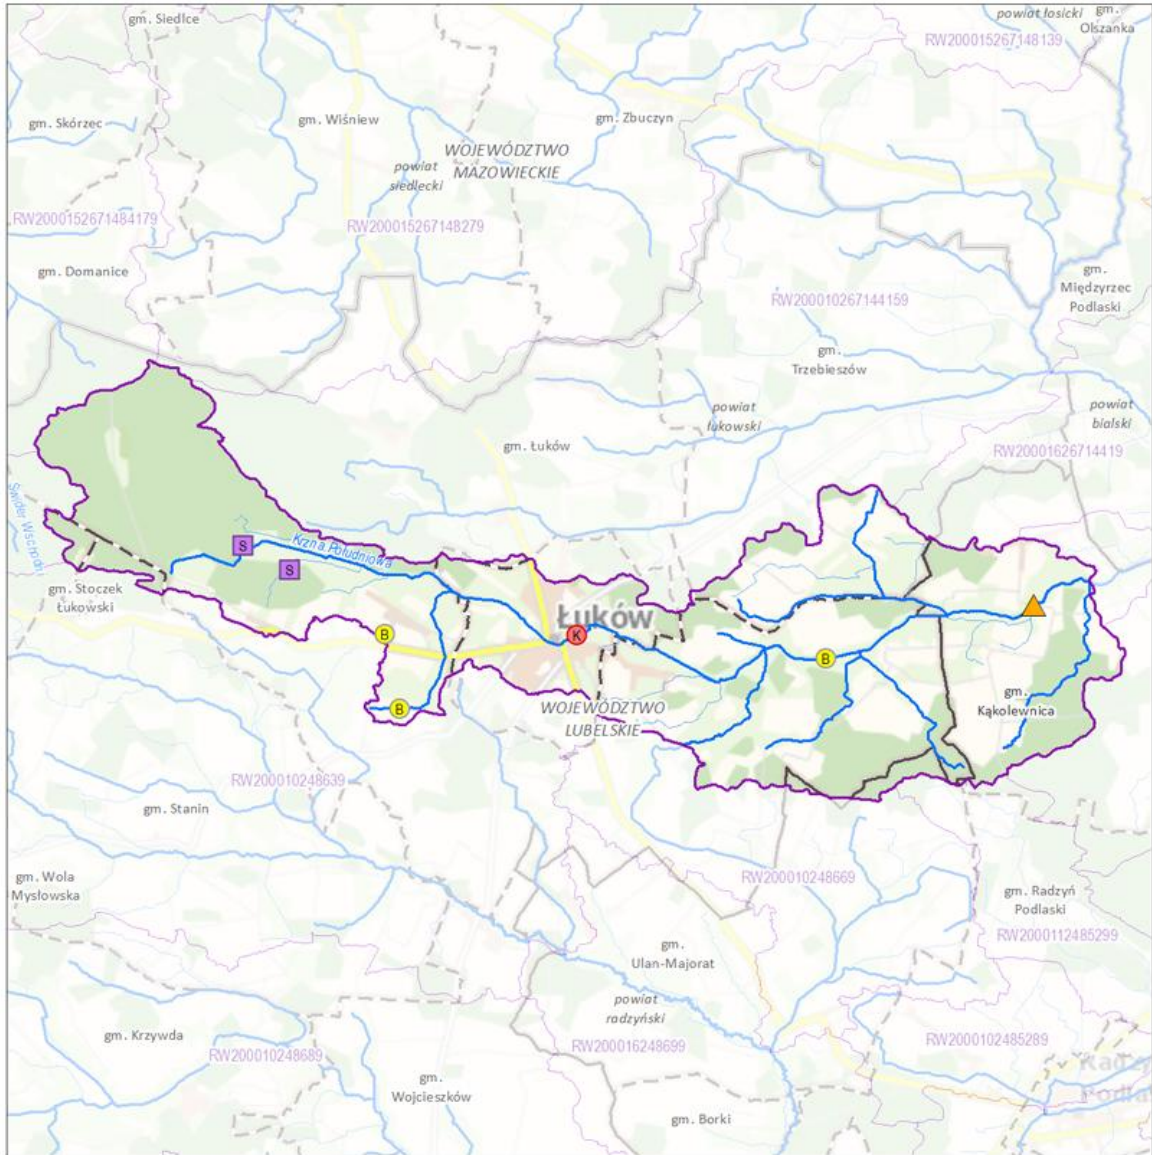 gm. Siedlce
powiat łosicki
gm.
Olszanka
RW200015267148139
gm. Skórzec
gm. Wiśniew
gm. Zbuczyn
WOJEWÓDZTWO
MAZOWIECKIE
powiat
siedlecki
RW2000152671484179
RW200015267148279
gm. Domanice
gm.
Międzyrzec
Podlaski
RW200010267144159
gm.
Trzebieszów
powiat
łukowski
powiat
bialski
gm. Łuków
RW20001626714419
Świder Wschodni
S
Krzna Południowa
S
gm. Stoczek
Łukowski
Łuków
B
K
B
B
gm.
Kąkolewnica
WOJEWÓDZTWO
LUBELSKIE
RW200010248639
gm. Stanin
gm. Wola
Mysłowska
RW200010248669
gm. Radzyń
Podlaski
RW2000112485299
gm.
Ulan-Majorat
powiat
radzyński
gm. Krzywda
RW200010248689
RW200016248699
RW200010248529
gm.
Wojcieszków
gm. Borki